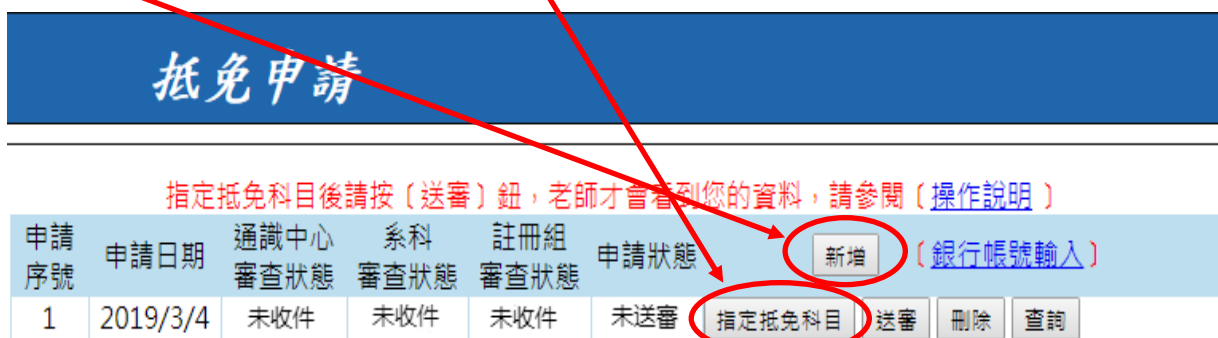 抵免申請
指定抵免科目後請按〔送審〕鈕，老師才會看到您的資料，請參閱〔操作說明〕
申請序號 申請日期 通識中心審查狀態 系科審查狀態 註冊組審查狀態 申請狀態 新增 〔銀行帳號輸入〕
1 2019/3/4 未收件 未收件 未收件 未送審 指定抵免科目 送審 刪除 查詢